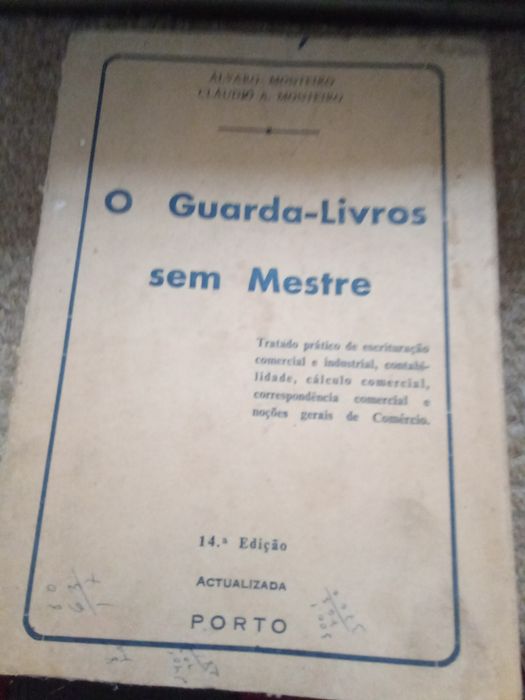 ÁLVARO MONTEIRO
CLÁUDIO A. MONTEIRO
O Guarda-Livros
sem Mestre
Tratado prático de escrituração
comercial e industrial, contabi-
lidade, cálculo comercial,
correspondência comercial e
noções gerais de Comércio.
14.ª Edição
ACTUALIZADA
PORTO